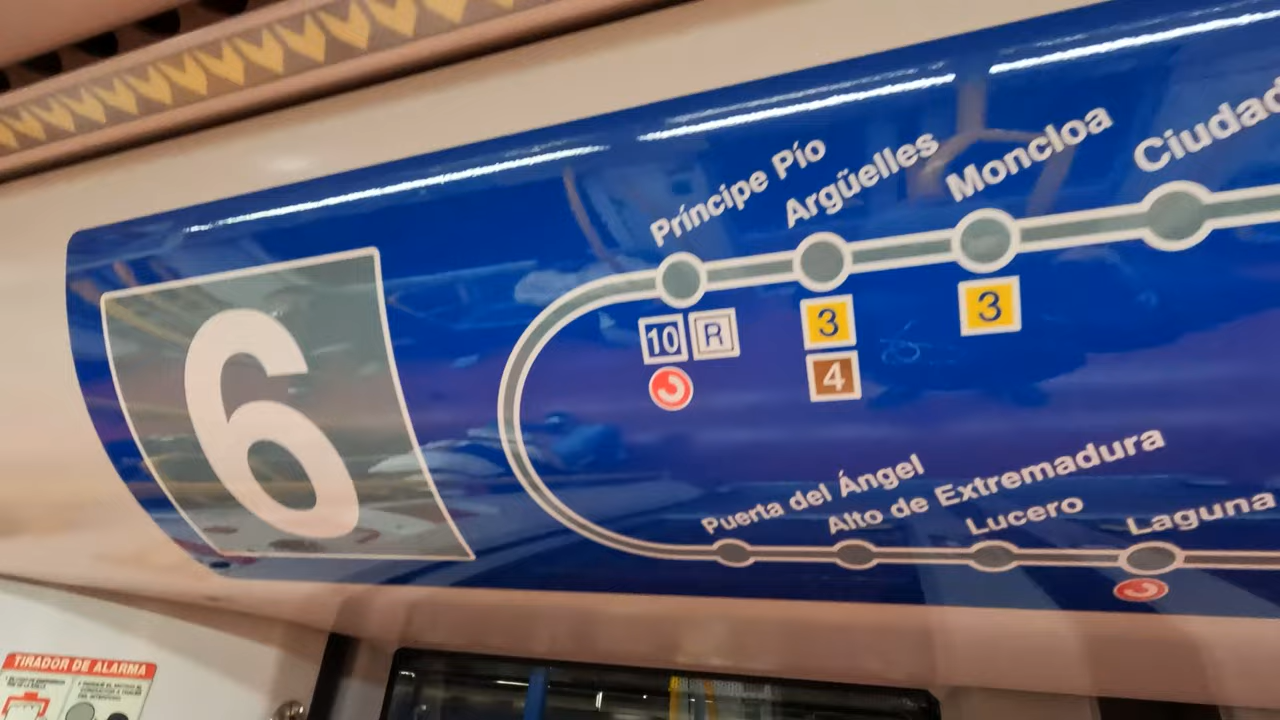 6
Príncipe Pío
Argüelles
Moncloa
Ciudad
10 R
3
4
3
Puerta del Ángel
Alto de Extremadura
Lucero
Laguna
TIRADOR DE ALARMA